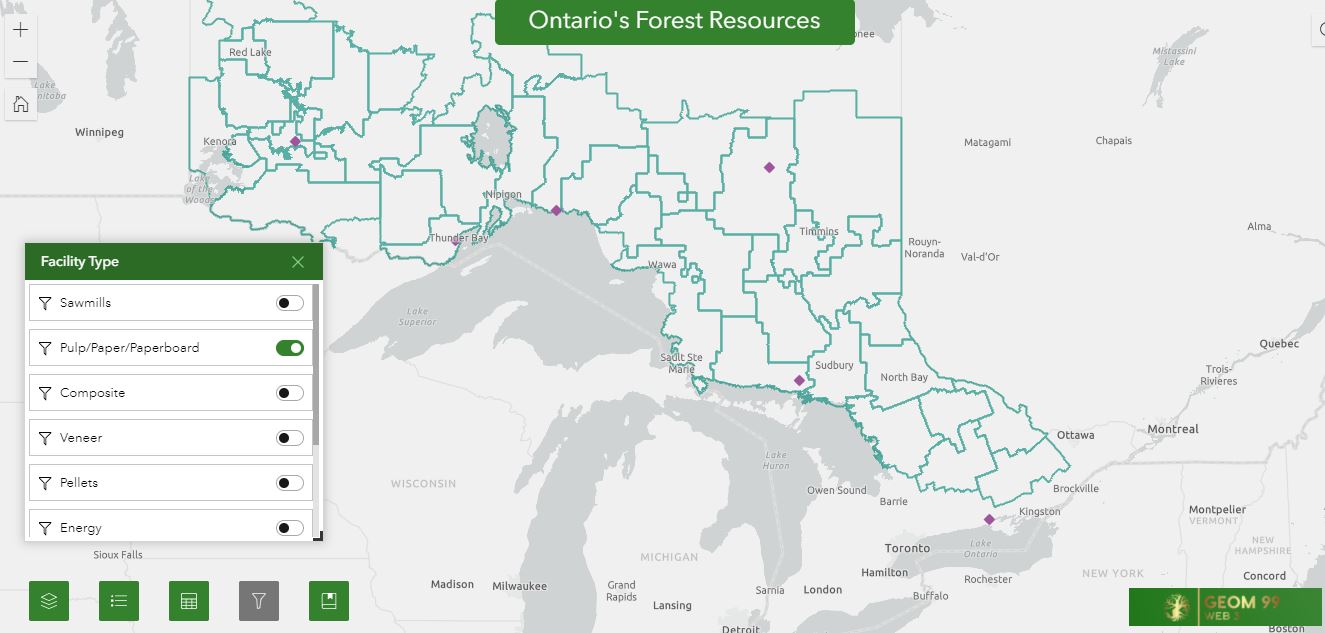 Ontario's Forest Resources
Red Lake
Mistassini
Lake
Lake
Winnipeg
Kenora
Matagami
Chapais
Lake
of the
Woods
Nipigon
Alma
Thunder Bay
Timmins
Rouyn-
Noranda
Val-d'Or
Wawa
Facility Type
Sawmills
Lake
Superior
Pulp/Paper/Paperboard
Quebec
Sault Ste
Marie
Sudbury
North Bay
Trois-
Rivières
Composite
Veneer
Ottawa
Montreal
Lake
Huron
Pellets
WISCONSIN
Owen Sound
Barrie
Brockville
Kingston
Montpelier
VERMONT
Energy
Sioux Falls
MICHIGAN
Toronto
Lake
Ontario
NEW
HAMPSHIRE
Hamilton
Rochester
NEW YORK
Concord
Madison
Milwaukee
Grand
Rapids
Lansing
Sarnia
London
Buffalo
GEOM 99
WEB 3
Detroit
Boston